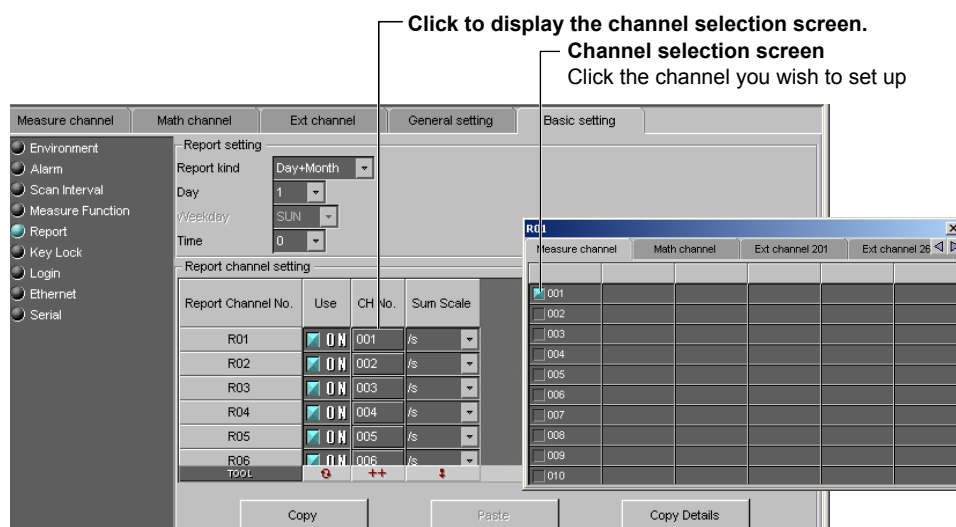 Click to display the channel selection screen.
Channel selection screen
Click the channel you wish to set up
Measure channel Math channel Ext channel General setting Basic setting
Environment
Alarm
Scan Interval
Measure Function
Report
Key Lock
Login
Ethernet
Serial
Report setting
Report kind Day+Month
Day 1
Weekday SUN
Time 0
Report channel setting
Report Channel No. Use CH No. Sum Scale
R01 ON 001 /s
R02 ON 002 /s
R03 ON 003 /s
R04 ON 004 /s
R05 ON 005 /s
R06 ON 006 /s
TOOL
Copy Paste Copy Details
R01
Measure channel Math channel Ext channel 201 Ext channel 26
001
002
003
004
005
006
007
008
009
010